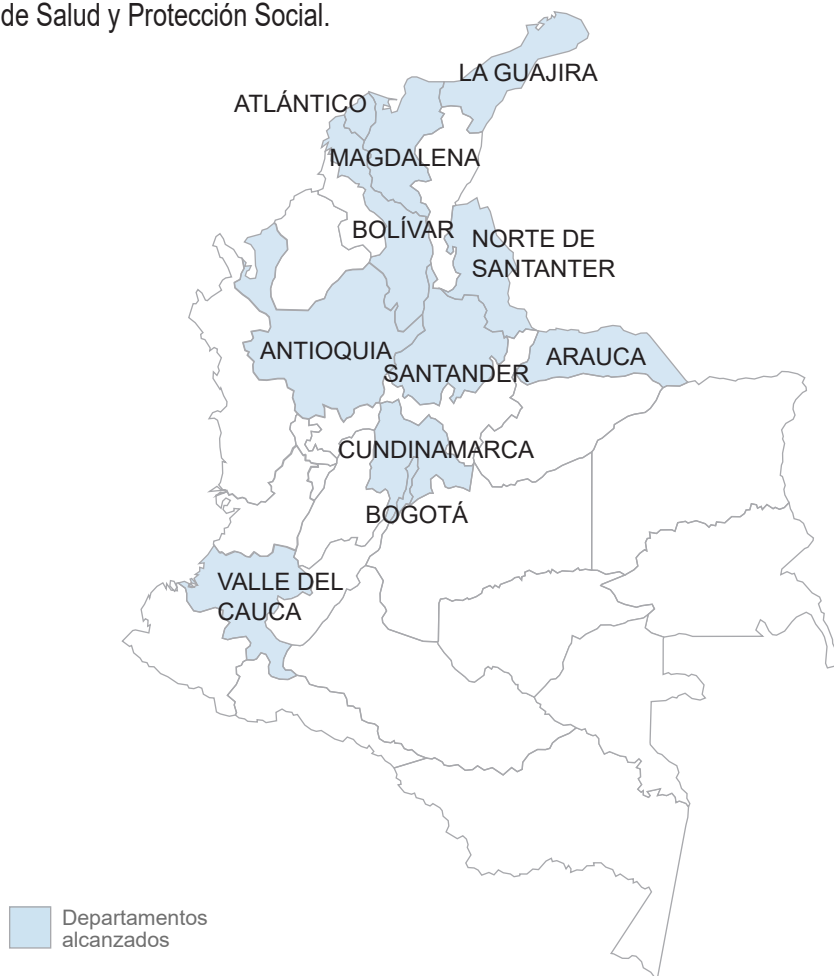 de Salud y Protección Social.
LA GUAJIRA
ATLÁNTICO
MAGDALENA
BOLÍVAR
NORTE DE
SANTANTER
ANTIOQUIA
ARAUCA
SANTANDER
CUNDINAMARCA
BOGOTÁ
VALLE DEL
CAUCA
Departamentos
alcanzados